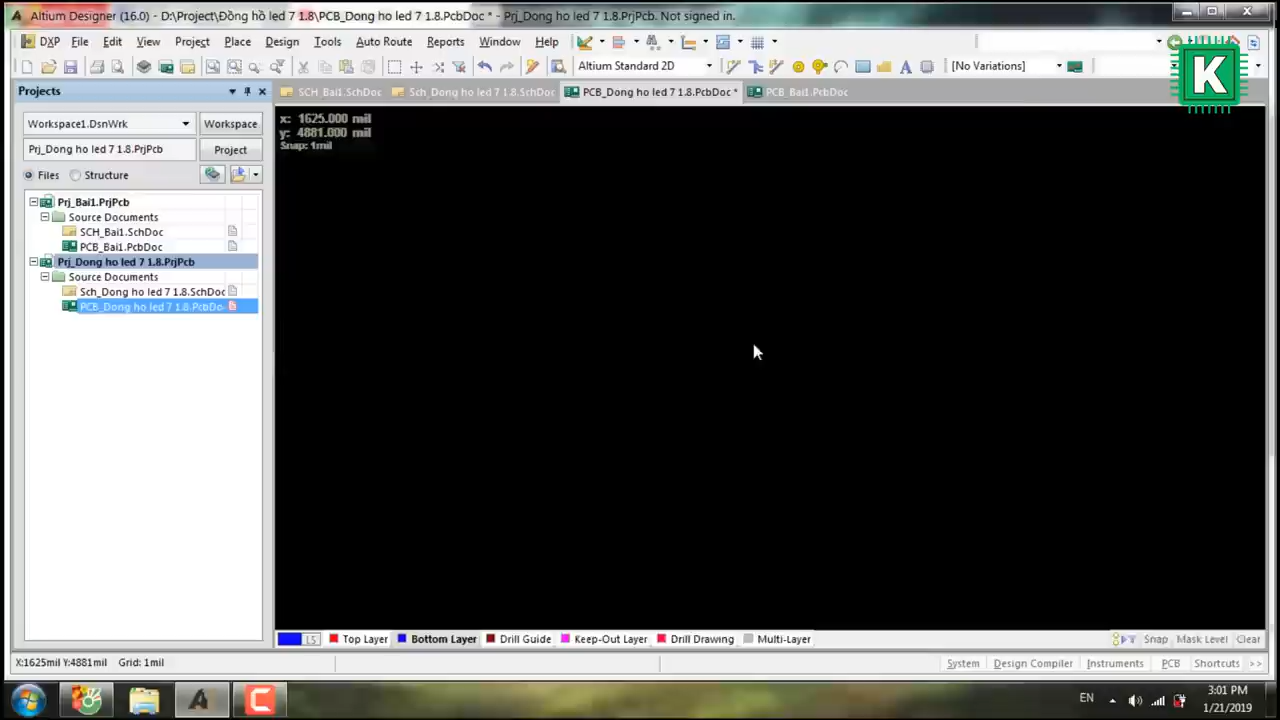 Altium Designer (16.0) - D:\Project\Đồng hồ led 7 1.8\PCB_Dong ho led 7 1.8.PcbDoc * - Prj_Dong ho led 7 1.8.PrjPcb. Not signed in.
DXP File Edit View Project Place Design Tools Auto Route Reports Window Help
Altium Standard 2D [No Variations]
K
Projects
SCH_Bai1.SchDoc Sch_Dong ho led 7 1.8.SchDoc PCB_Dong ho led 7 1.8.PcbDoc * PCB_Bai1.PcbDoc
Workspace1.DsnWrk Workspace
Prj_Dong ho led 7 1.8.PrjPcb Project
Files Structure
x: 1625.000 mil
y: 4881.000 mil
Snap: 1mil
Prj_Bai1.PrjPcb
Source Documents
SCH_Bai1.SchDoc
PCB_Bai1.PcbDoc
Prj_Dong ho led 7 1.8.PrjPcb
Source Documents
Sch_Dong ho led 7 1.8.SchDoc
PCB_Dong ho led 7 1.8.PcbDo
LS Top Layer Bottom Layer Drill Guide Keep-Out Layer Drill Drawing Multi-Layer Snap Mask Level Clear
X:1625mil Y:4881mil Grid: 1mil System Design Compiler Instruments PCB Shortcuts >>
EN 3:01 PM
1/21/2019